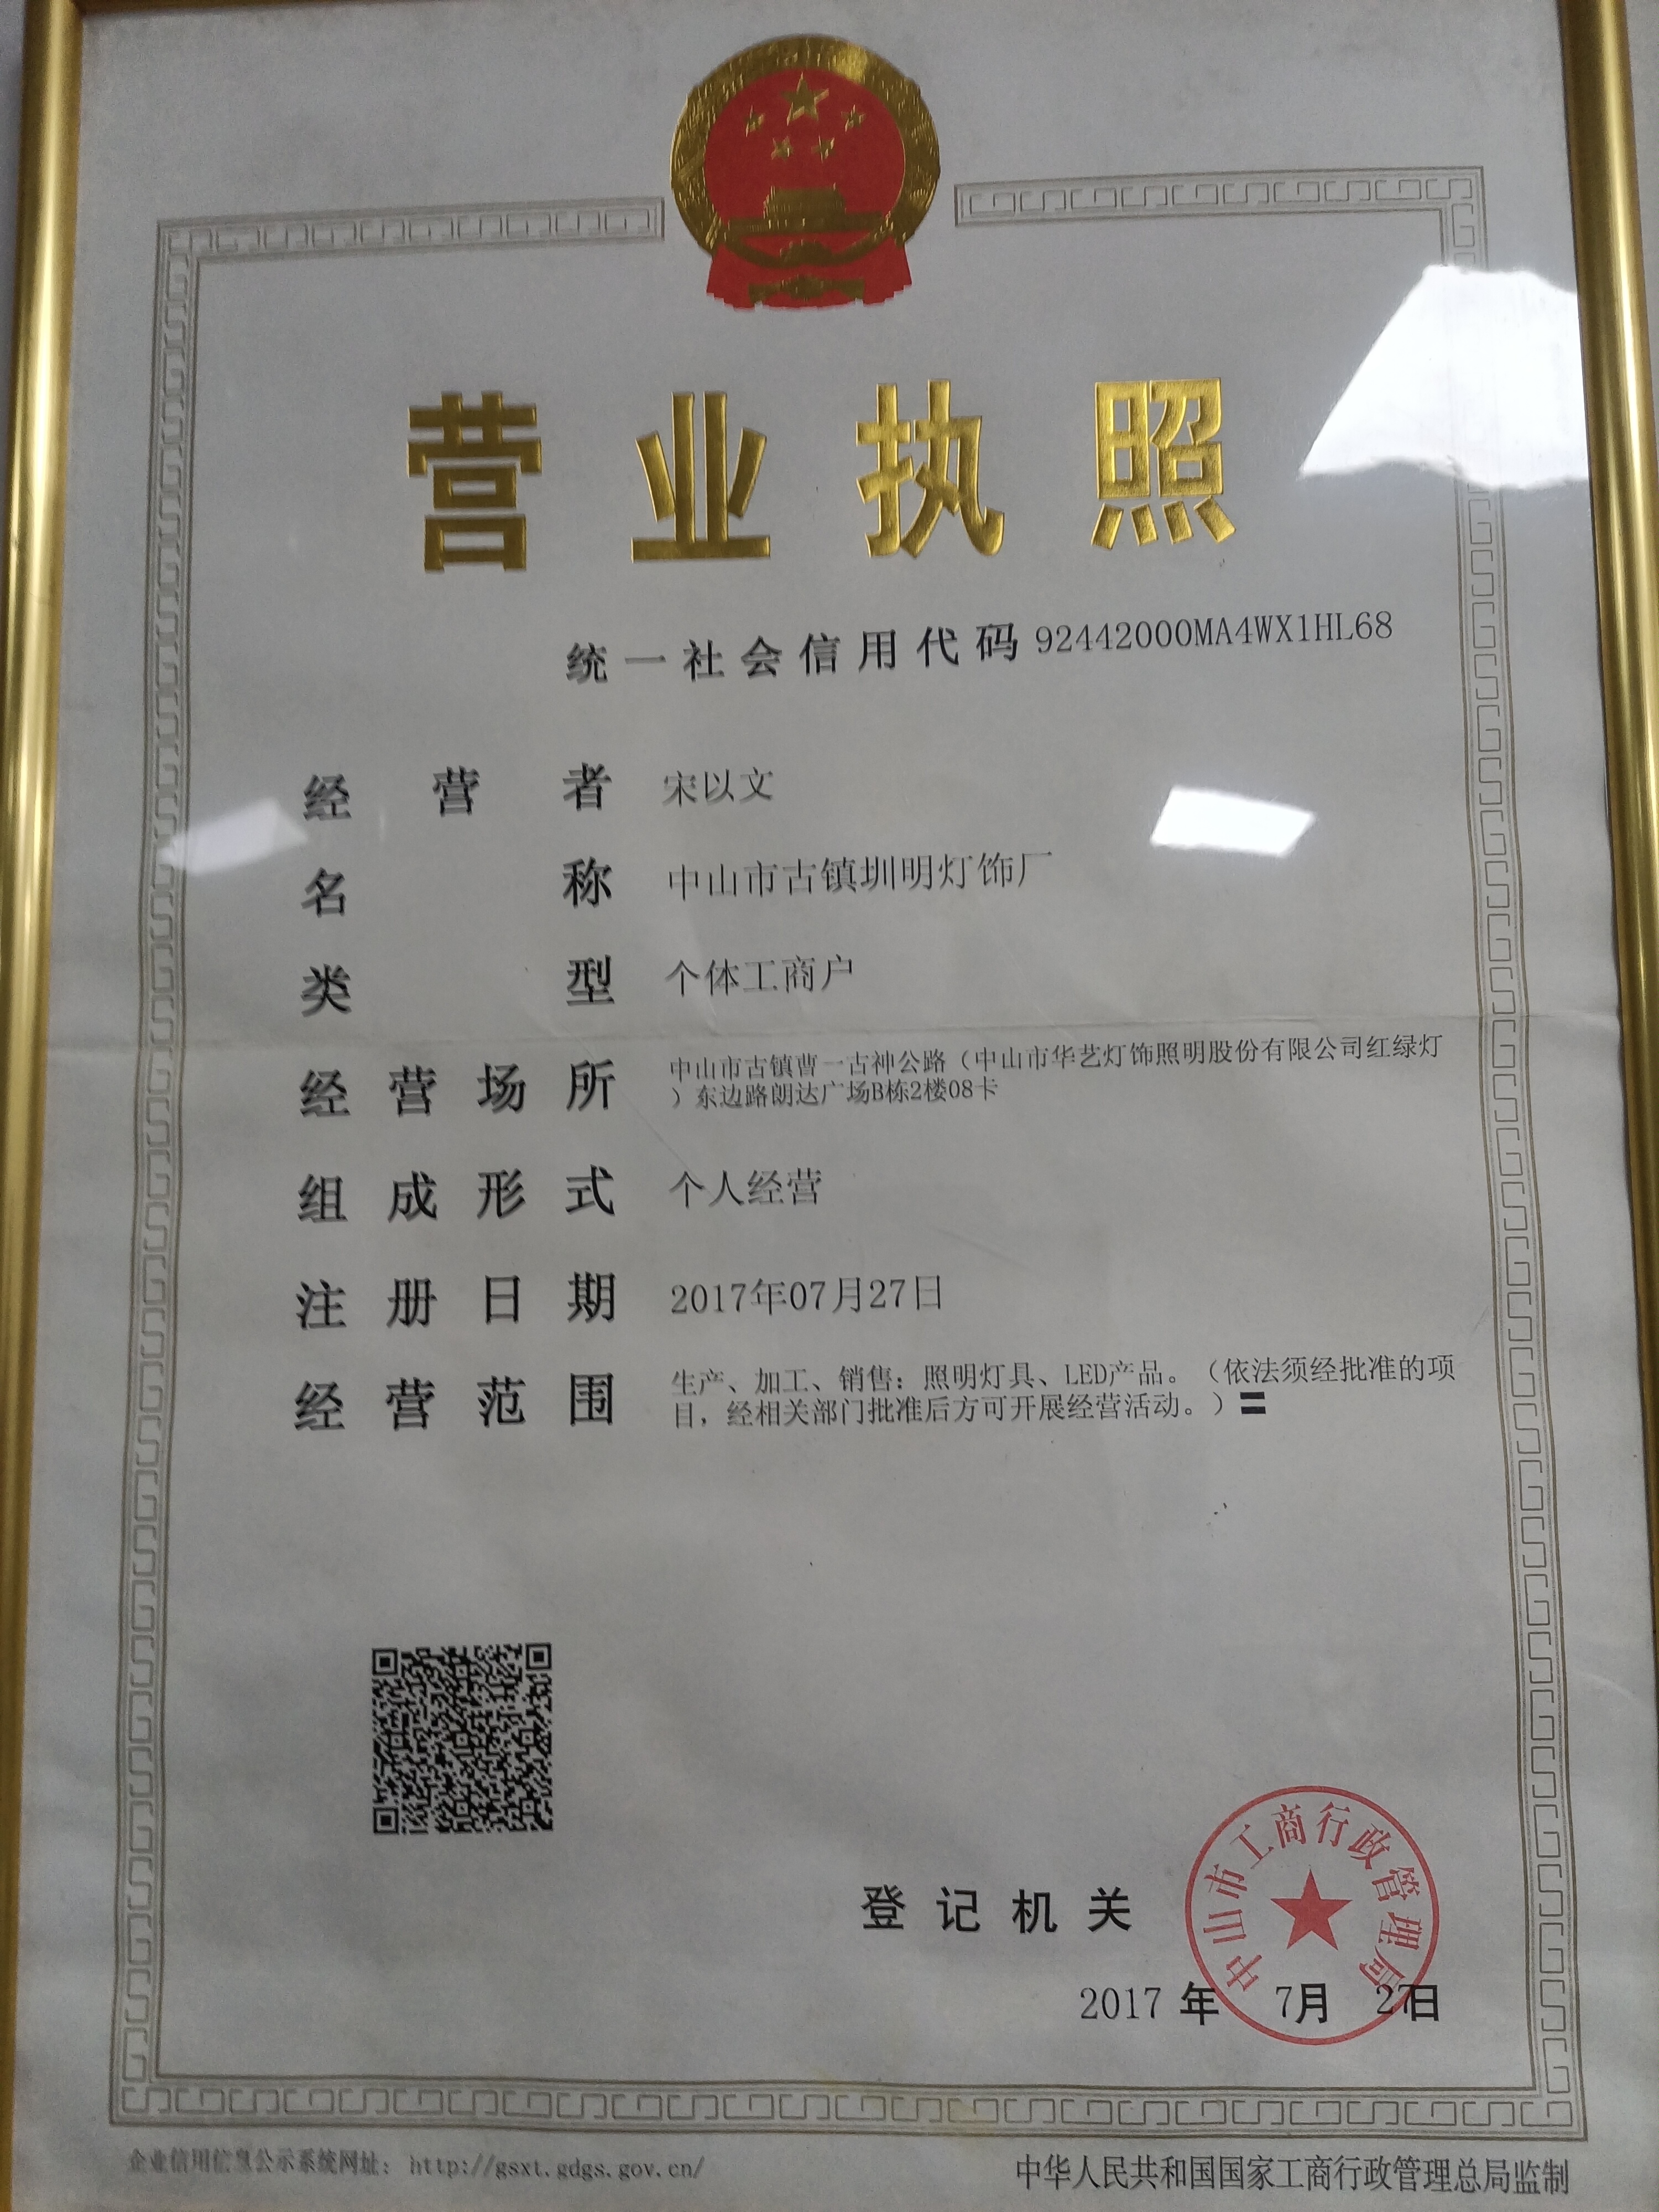 营业执照
统一社会信用代码 92442000MA4WX1HL68
经营者 宋以文
名称 中山市古镇圳明灯饰厂
类型 个体工商户
经营场所 中山市古镇曹一古神公路（中山市华艺灯饰照明股份有限公司红绿灯
）东边路朗达广场B栋2楼08卡
组成形式 个人经营
注册日期 2017年07月27日
经营范围 生产、加工、销售：照明灯具、LED产品。（依法须经批准的项
目，经相关部门批准后方可开展经营活动。）〓
中山市工商行政管理局
登记机关
2017 年 7月 27日
企业信用信息公示系统网址：http://gsxt.gdgs.gov.cn/
中华人民共和国国家工商行政管理总局监制